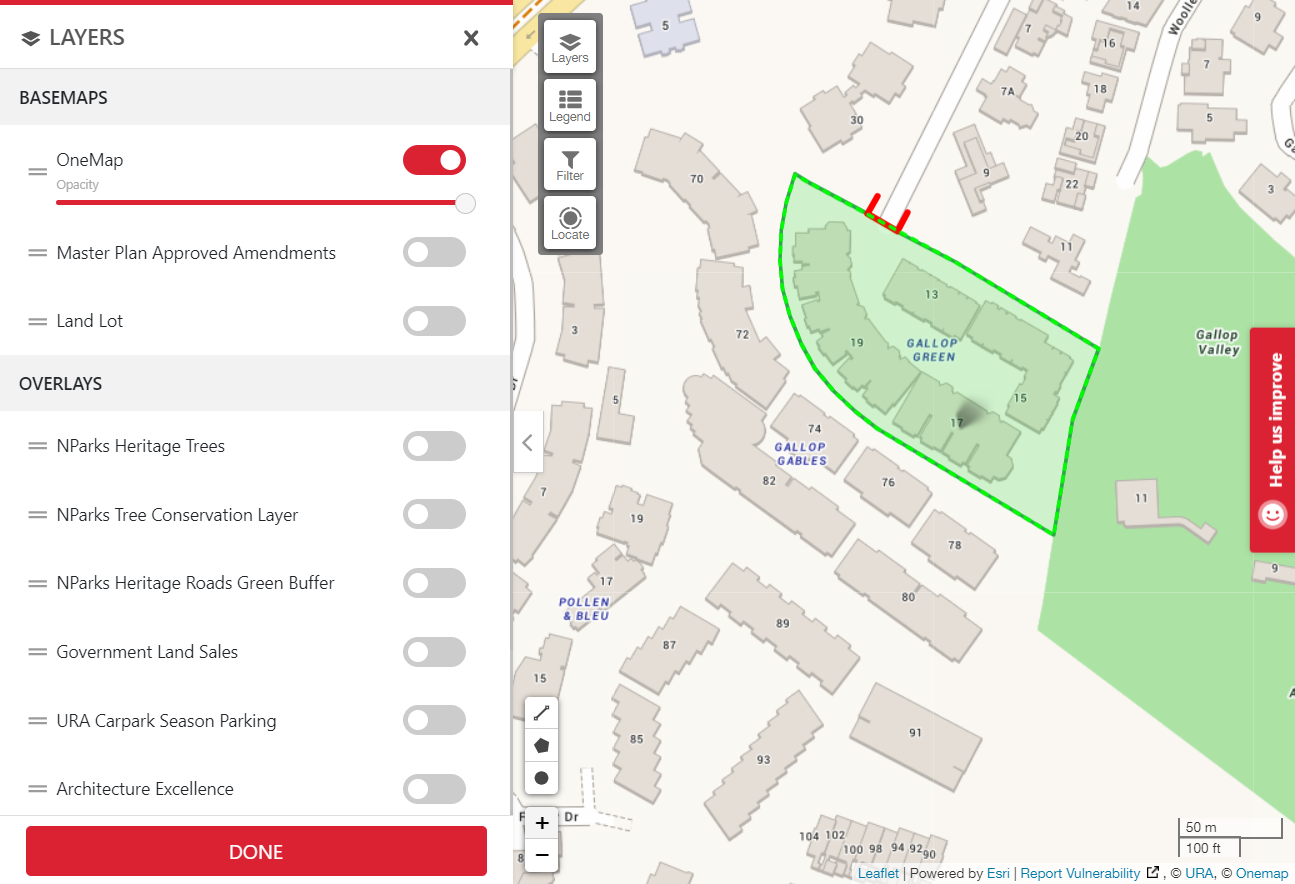 LAYERS
BASEMAPS
OneMap
Opacity
Master Plan Approved Amendments
Land Lot
OVERLAYS
NParks Heritage Trees
NParks Tree Conservation Layer
NParks Heritage Roads Green Buffer
Government Land Sales
URA Carpark Season Parking
Architecture Excellence
DONE
Layers
Legend
Filter
Locate
5
7
14
9
16
7
7A
18
5
30
20
9
22
3
70
11
13
3
72
19
GALLOP
GREEN
Gallop
Valley
5
15
17
74
GALLOP
GABLES
82
76
7
11
19
78
17
9
80
POLLEN
& BLEU
89
87
15
85
91
93
Dr
104
102
100
98
94
92
90
+
−
50 m
100 ft
Help us improve
Leaflet | Powered by Esri | Report Vulnerability , © URA, © Onemap